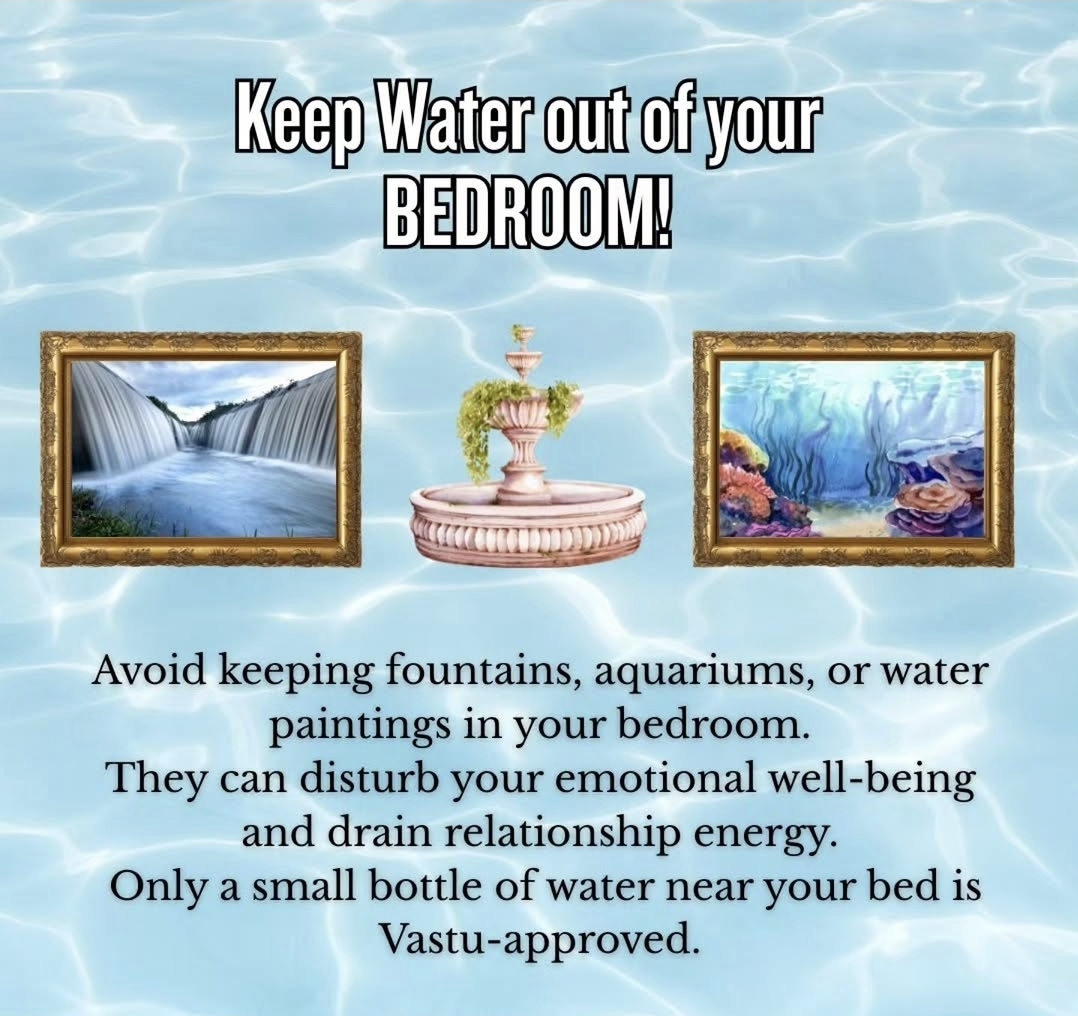 Keep Water out of your
BEDROOM!
Avoid keeping fountains, aquariums, or water
paintings in your bedroom.
They can disturb your emotional well-being
and drain relationship energy.
Only a small bottle of water near your bed is
Vastu-approved.